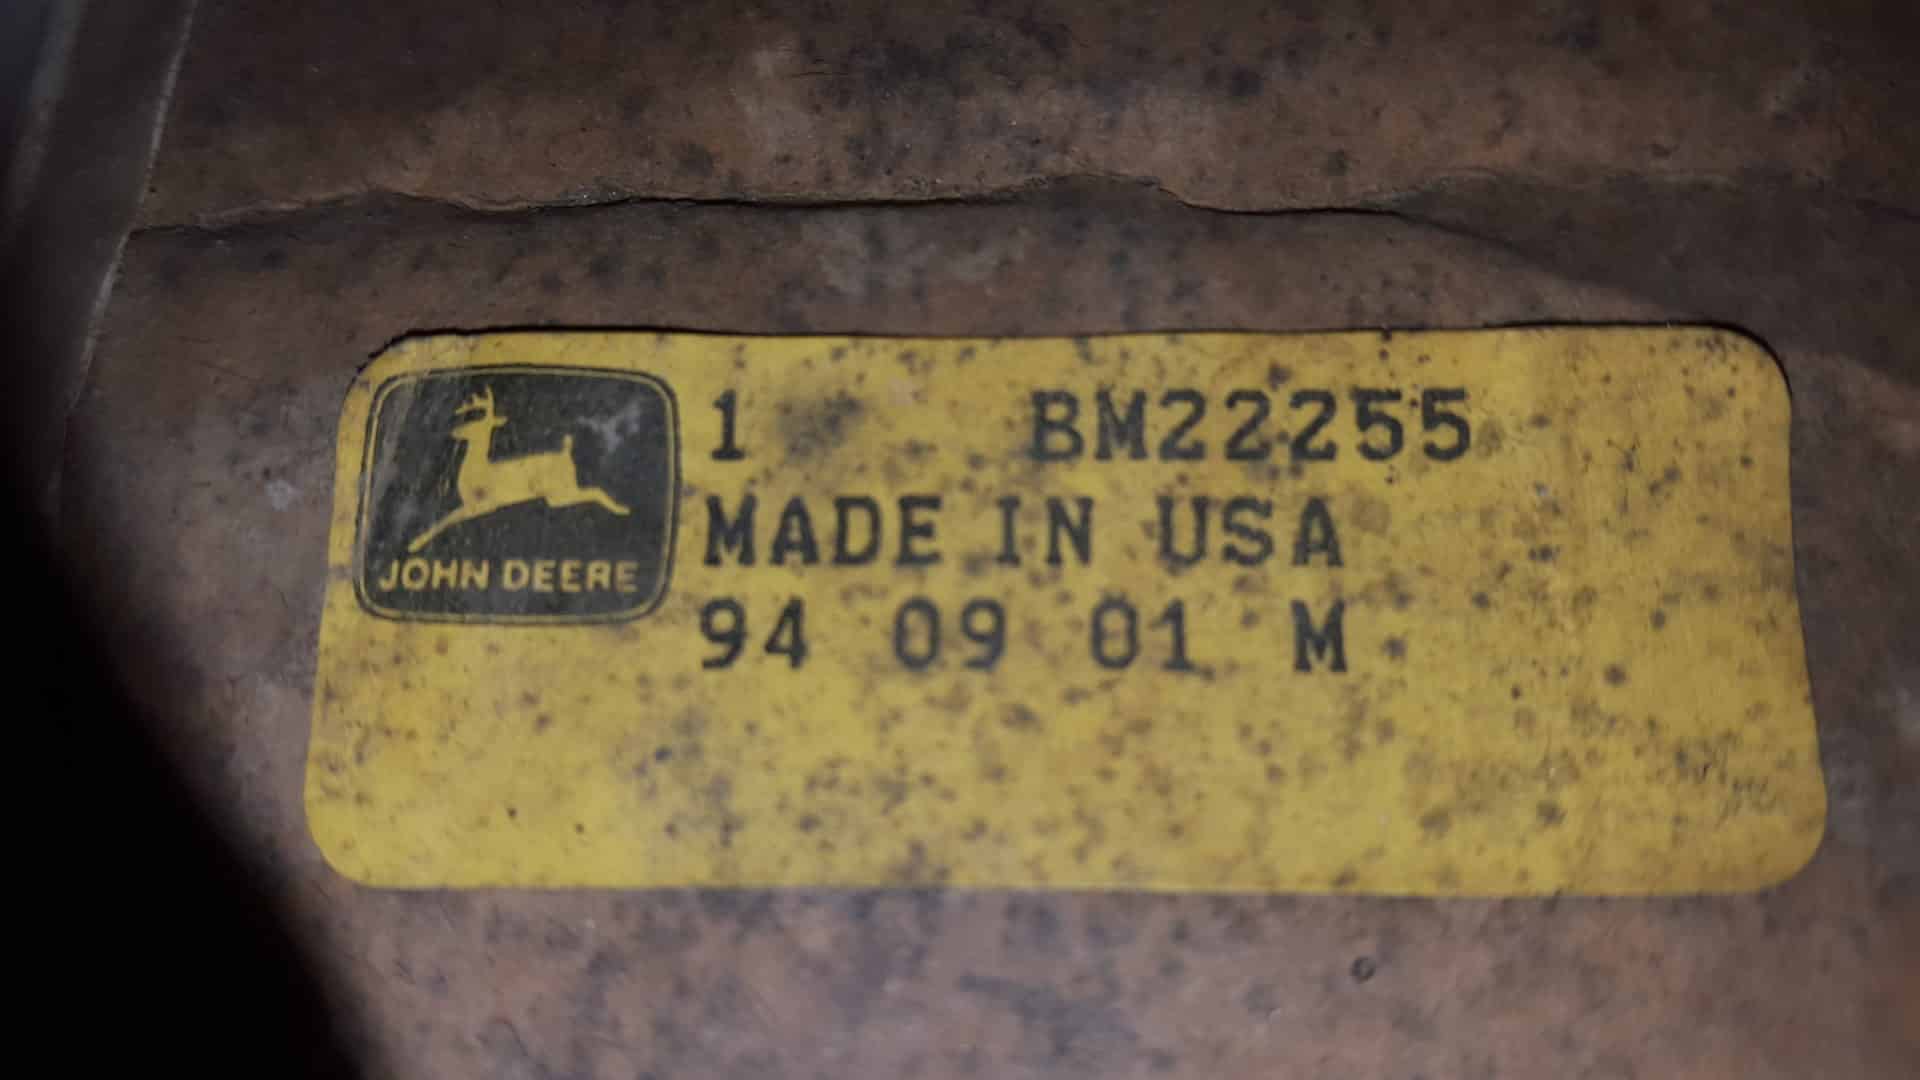 1 BM22255
MADE IN USA
94 09 01 M
JOHN DEERE